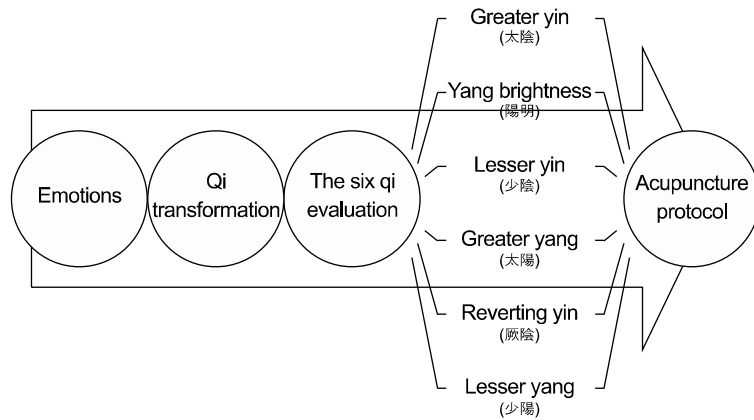 Emotions
Qi
transformation
The six qi
evaluation
Greater yin
(太陰)
Yang brightness
(陽明)
Lesser yin
(少陰)
Greater yang
(太陽)
Reverting yin
(厥陰)
Lesser yang
(少陽)
Acupuncture
protocol